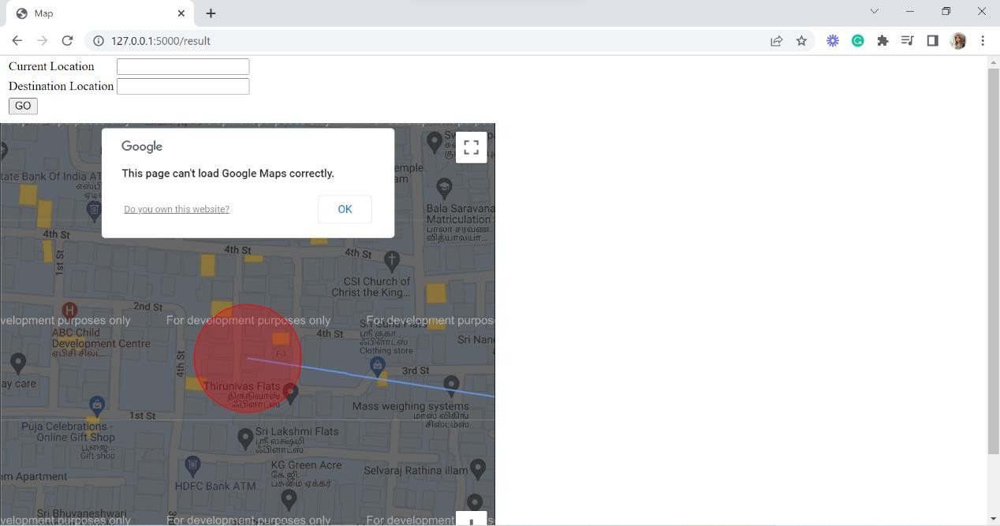 Map
127.0.0.1:5000/result
Current Location
Destination Location
GO
Google
This page can't load Google Maps correctly.
Do you own this website?
OK
State Bank Of India AT
Bala Saravana
Matriculation
பாலா சரவண
வித்யாலயா...
4th St
4th St
4th St
1st St
CSI Church of
Christ the King...
2nd St
velopment purposes only
For development purposes only
For development purpos
ABC Child
Development Centre
ஏபிசி சில்ட்...
Sri Guna Flats
ஸ்ரீ குகா
ஃபிளாட்ஸ்
Clothing store
4th St
Sri Nan
F-1
4th St
3rd St
ay care
Thirunivas Flats
திருநிவாஸ்
ஃபிளாட்ஸ்
Mass weighing systems
மாஸ் விகிங்
சிஸ்டம்ஸ்
1st St
Puja Celebrations -
Online Gift Shop
பூஜை...
Gift shop
Sri Lakshmi Flats
ஸ்ரீ லக்ஷ்மி
ஃபிளாட்ஸ்
KG Green Acre
கே.ஜி.
பசுமை ஏக்கர்
Selvaraj Rathina illam
am Apartment
HDFC Bank ATM
Sri Bhuvaneshwari
velopment purposes only
For development purposes only
For development purpos